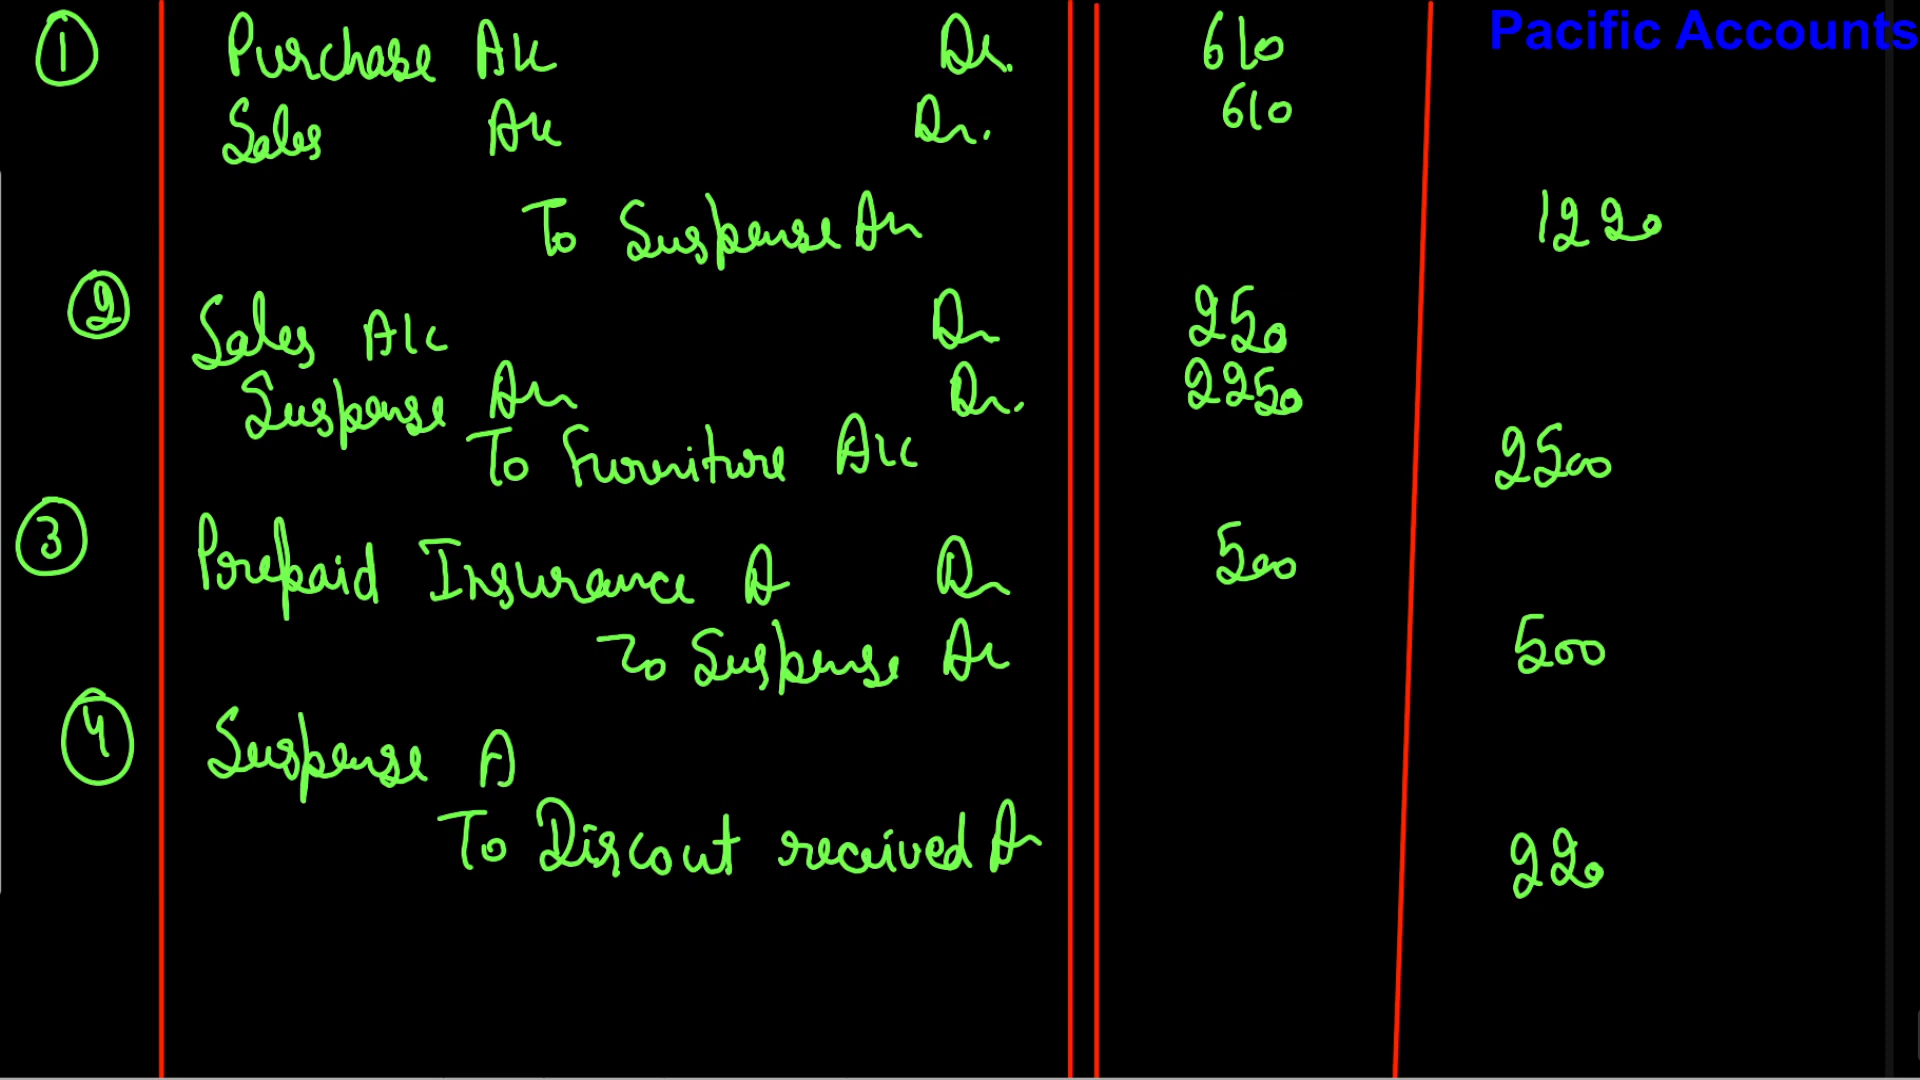 Pacific Accounts
① Purchase A/c Dr. 610
Sales A/c Dr. 610
To Suspense A/c 1220
② Sales A/c Dr 250
Suspense A/c Dr. 2250
To Furniture A/c 2500
③ Prepaid Insurance A Dr 500
To Suspense A/c 500
④ Suspense A
To Discout received A 220